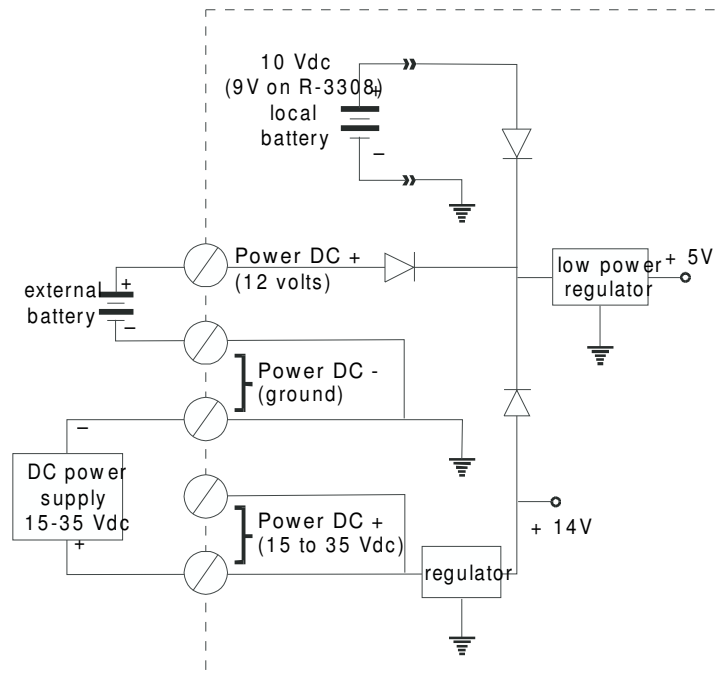 10 Vdc
(9V on R-3308)
local
battery
+
–
Power DC +
(12 volts)
external
battery
+
–
low power
regulator
+ 5V
Power DC -
(ground)
–
DC power
supply
15-35 Vdc
+
Power DC +
(15 to 35 Vdc)
+ 14V
regulator